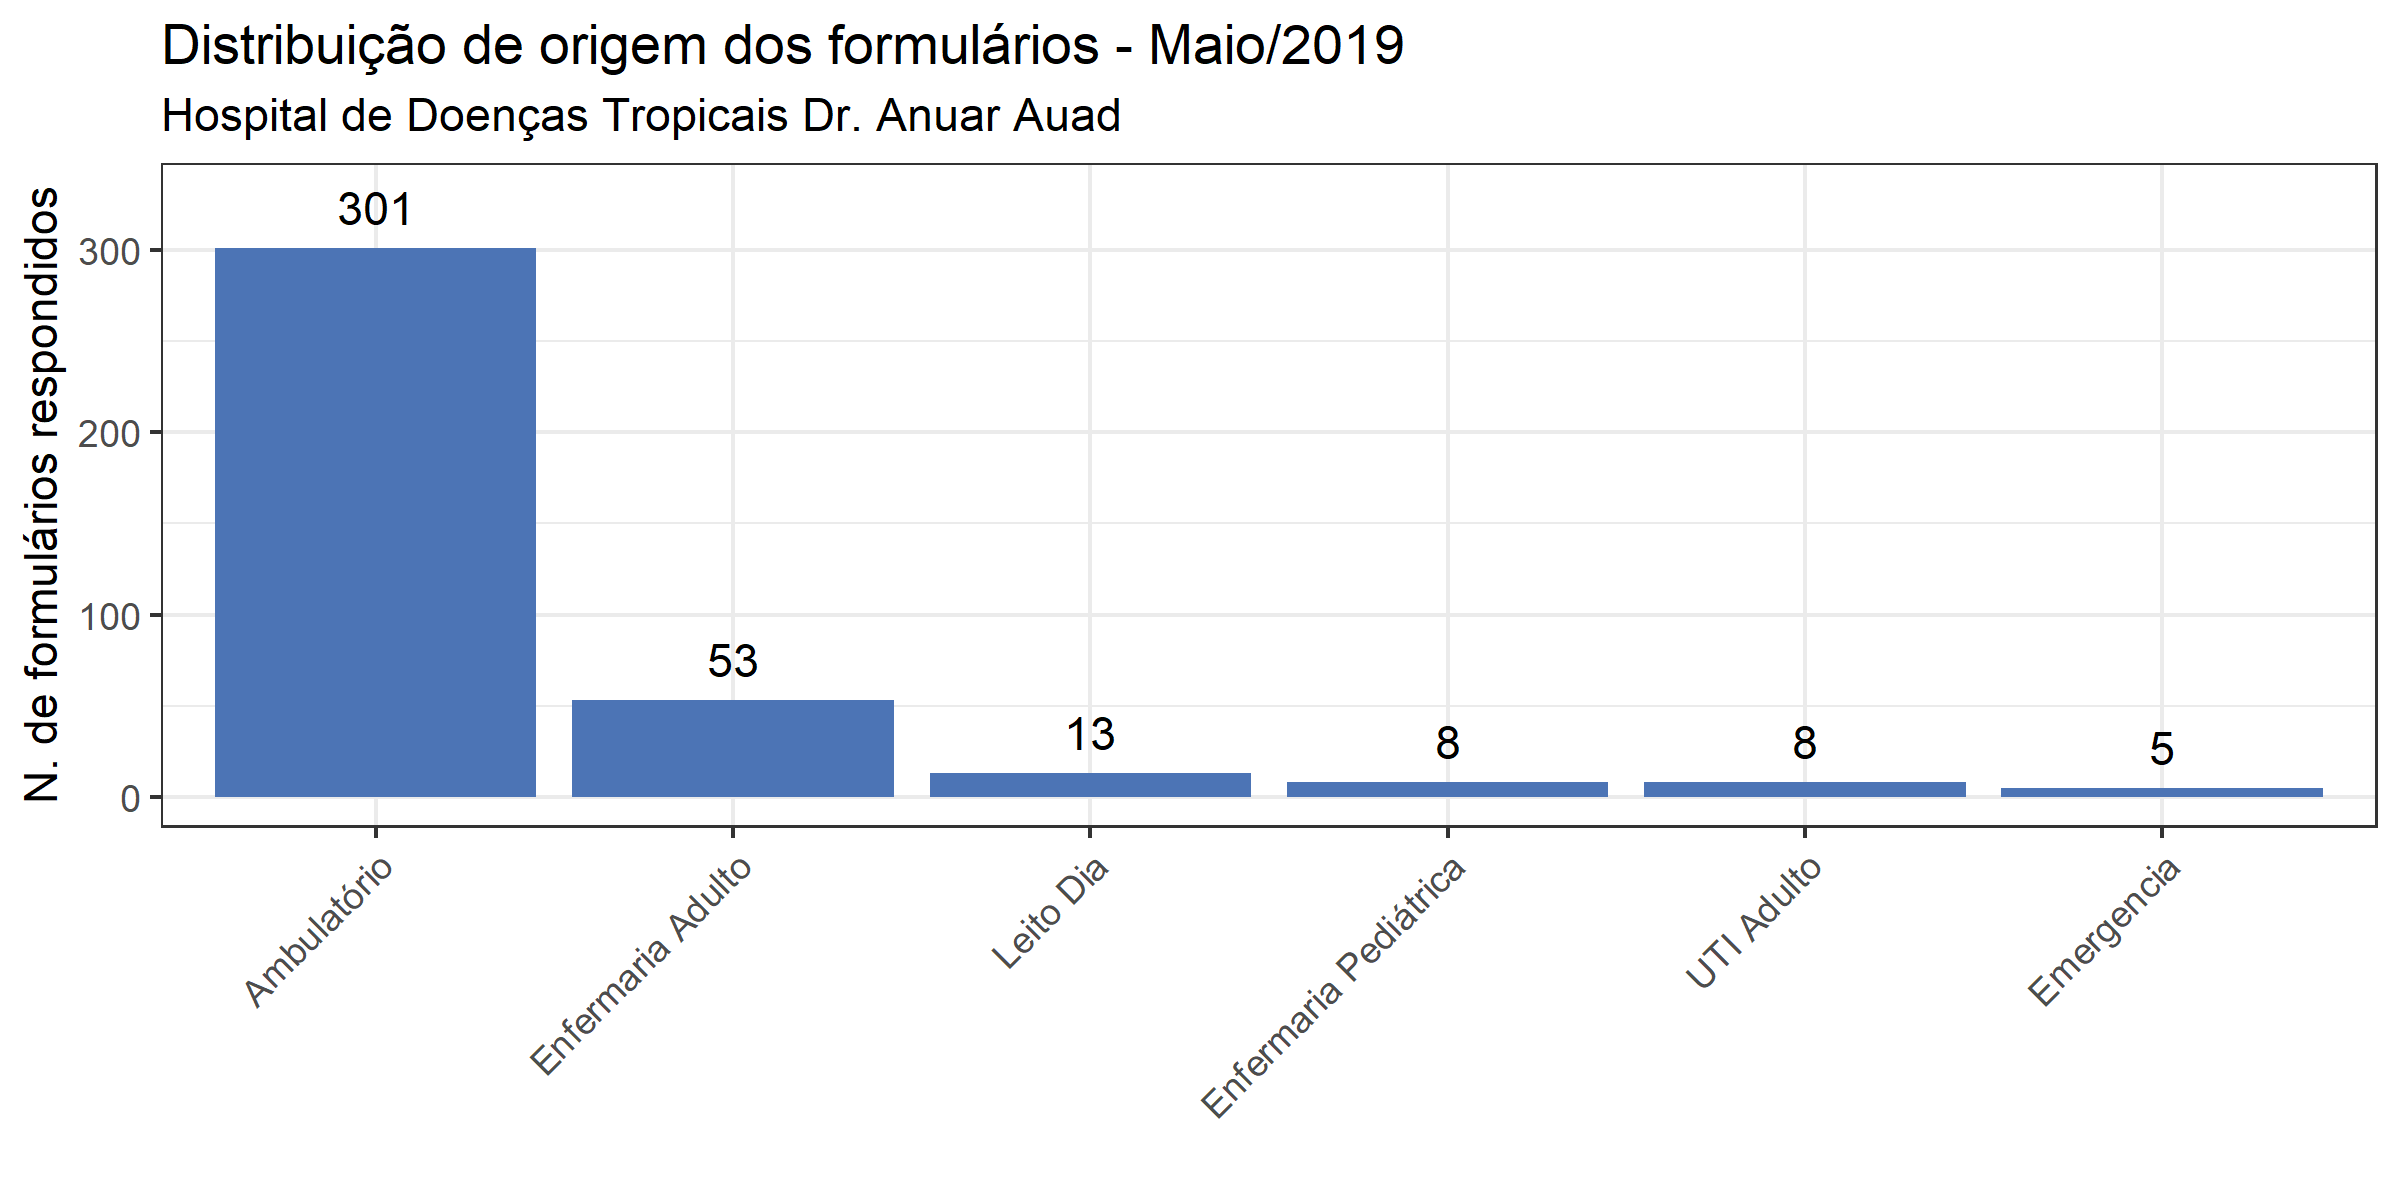 Distribuição de origem dos formulários - Maio/2019
Hospital de Doenças Tropicais Dr. Anuar Auad
N. de formulários respondidos
300
200
100
0
301
53
13
8
8
5
Ambulatório
Enfermaria Adulto
Leito Dia
Enfermaria Pediátrica
UTI Adulto
Emergencia